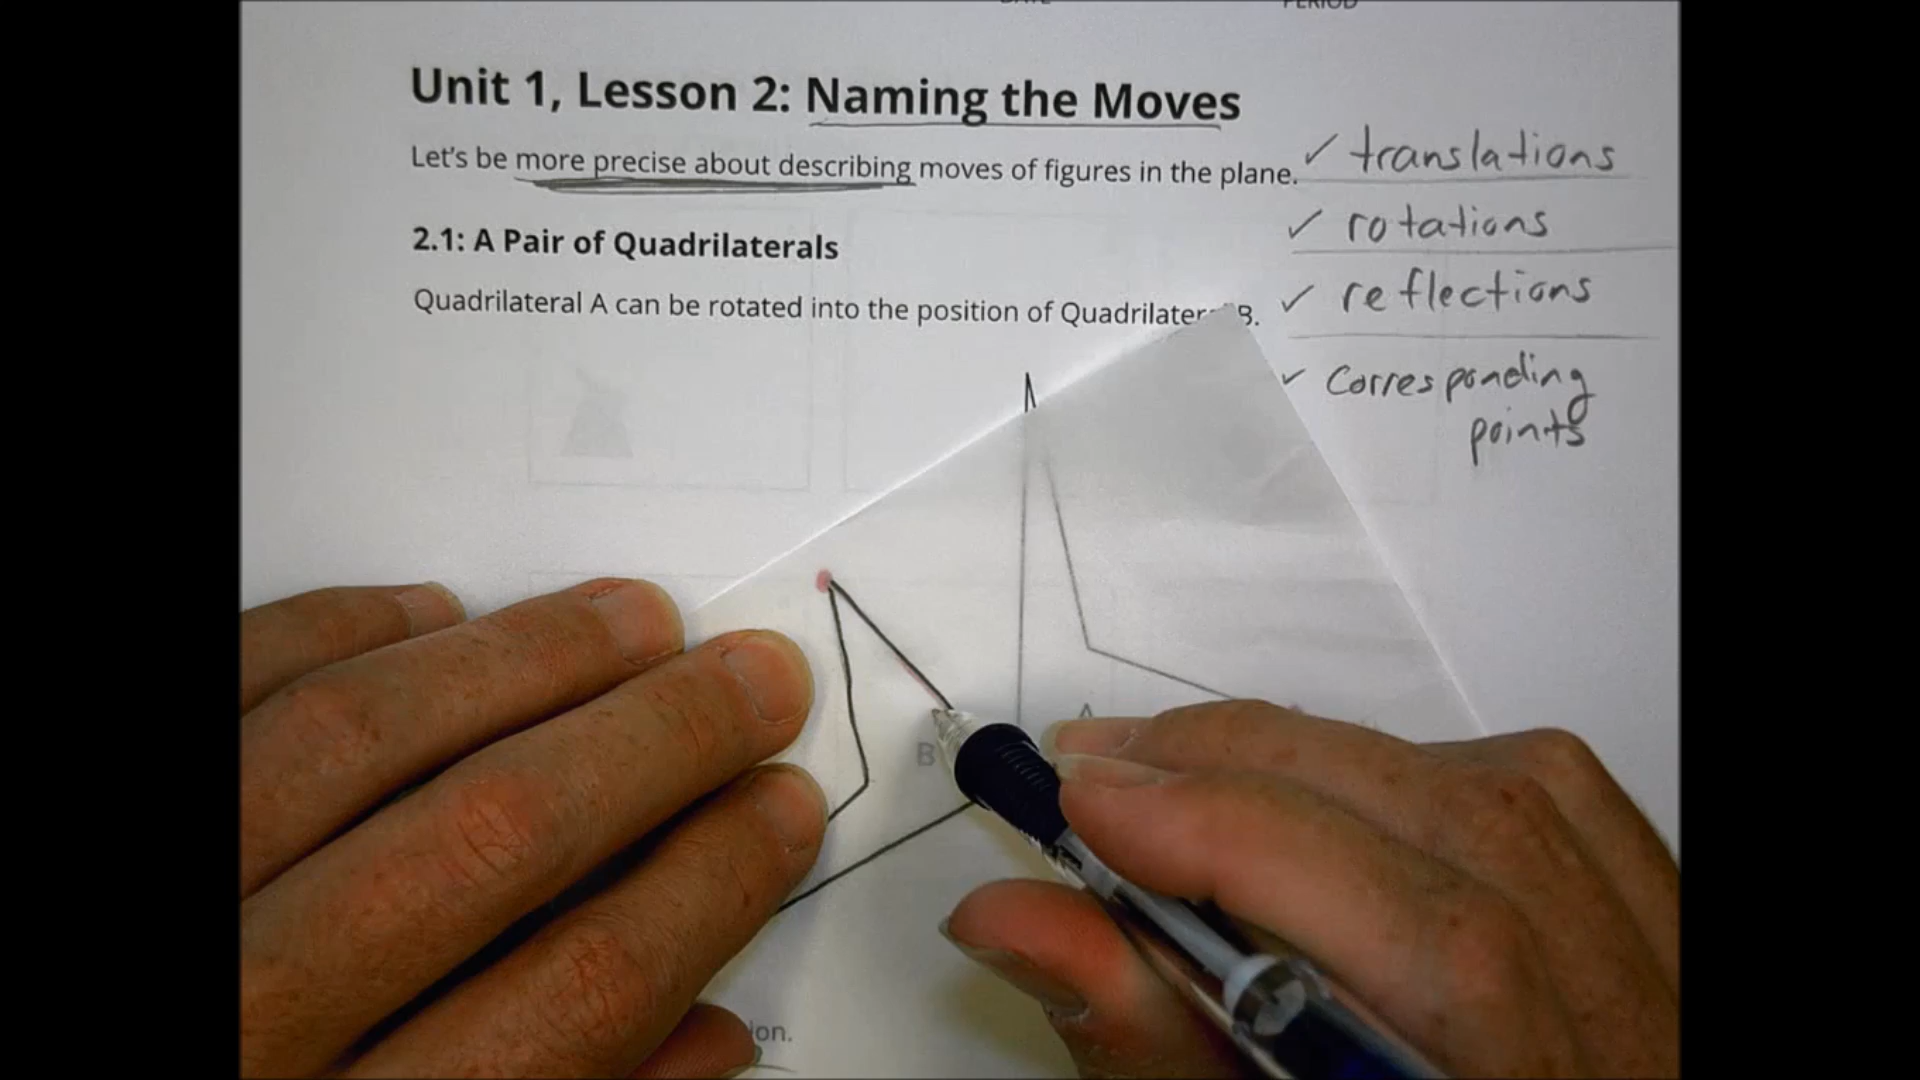 PERIOD
Unit 1, Lesson 2: Naming the Moves
Let's be more precise about describing moves of figures in the plane.
✓ translations
✓ rotations
✓ reflections
✓ Corresponding
points
2.1: A Pair of Quadrilaterals
Quadrilateral A can be rotated into the position of B.
A
B